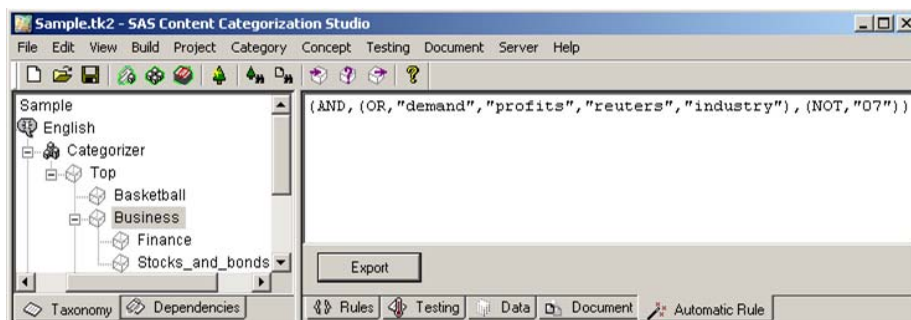 Sample.tk2 - SAS Content Categorization Studio
File Edit View Build Project Category Concept Testing Document Server Help
Sample
English
Categorizer
Top
Basketball
Business
Finance
Stocks_and_bonds
Taxonomy Dependencies
(AND,(OR,"demand","profits","reuters","industry"),(NOT,"07"))
Export
Rules Testing Data Document Automatic Rule